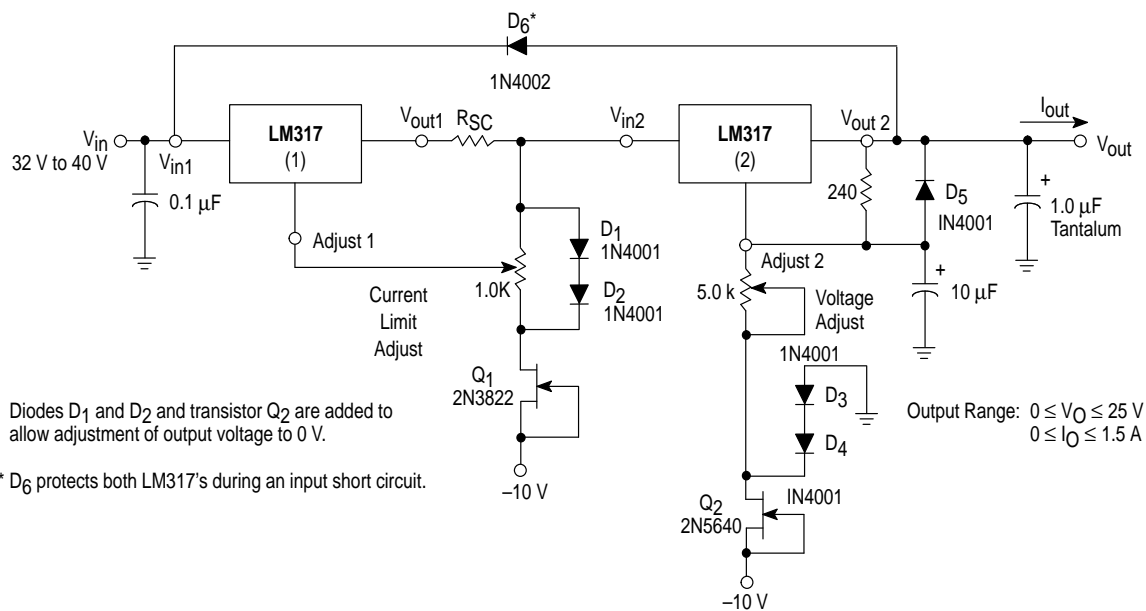 D6*
1N4002
Vin
32 V to 40 V
Vin1
0.1 µF
LM317
(1)
Adjust 1
Vout1
RSC
Vin2
LM317
(2)
Vout 2
Iout
Vout
240
D5
IN4001
+
1.0 µF
Tantalum
D1
1N4001
D2
1N4001
1.0K
Current
Limit
Adjust
Adjust 2
5.0 k
Voltage
Adjust
+
10 µF
Q1
2N3822
–10 V
1N4001
D3
D4
IN4001
Q2
2N5640
–10 V
Output Range: 0 ≤ VO ≤ 25 V
0 ≤ IO ≤ 1.5 A
Diodes D1 and D2 and transistor Q2 are added to
allow adjustment of output voltage to 0 V.
* D6 protects both LM317's during an input short circuit.